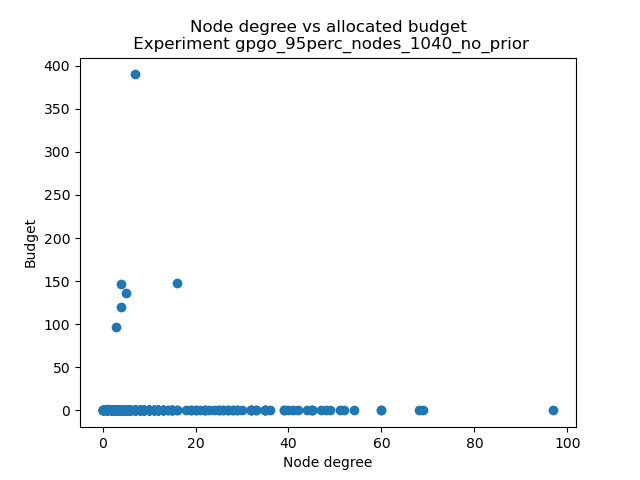 Node degree vs allocated budget
Experiment gpgo_95perc_nodes_1040_no_prior
400
350
300
250
200
150
100
50
0
Budget
0 20 40 60 80 100
Node degree